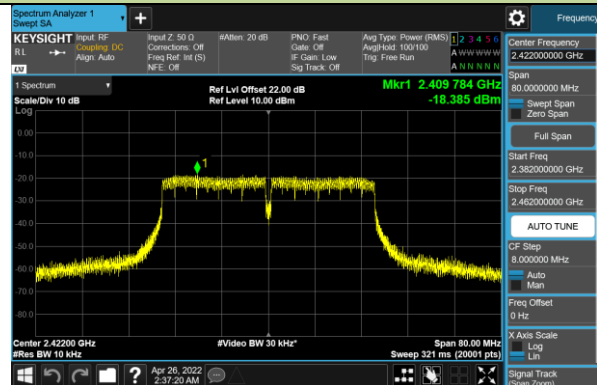 Spectrum Analyzer 1
Swept SA
+
Frequency
KEYSIGHT
R L
LXI
Input: RF
Coupling: DC
Align: Auto
Input Z: 50 Ω
Corrections: Off
Freq Ref: Int (S)
NFE: Off
#Atten: 20 dB
PNO: Fast
Gate: Off
IF Gain: Low
Sig Track: Off
Avg Type: Power (RMS)
Avg|Hold: 100/100
Trig: Free Run
1 2 3 4 5 6
A W W W W W
A N N N N N
1 Spectrum
Scale/Div 10 dB
Log
Ref Lvl Offset 22.00 dB
Ref Level 10.00 dBm
Mkr1 2.409 784 GHz
-18.385 dBm
0.00
-10.0
-20.0
-30.0
-40.0
-50.0
-60.0
-70.0
-80.0
1
Center 2.42200 GHz
#Res BW 10 kHz
#Video BW 30 kHz*
Span 80.00 MHz
Sweep 321 ms (20001 pts)
Center Frequency
2.422000000 GHz
Span
80.0000000 MHz
Swept Span
Zero Span
Full Span
Start Freq
2.382000000 GHz
Stop Freq
2.462000000 GHz
AUTO TUNE
CF Step
8.000000 MHz
Auto
Man
Freq Offset
0 Hz
X Axis Scale
Log
Lin
Signal Track
(Span Zoom)
?
Apr 26, 2022
2:37:20 AM